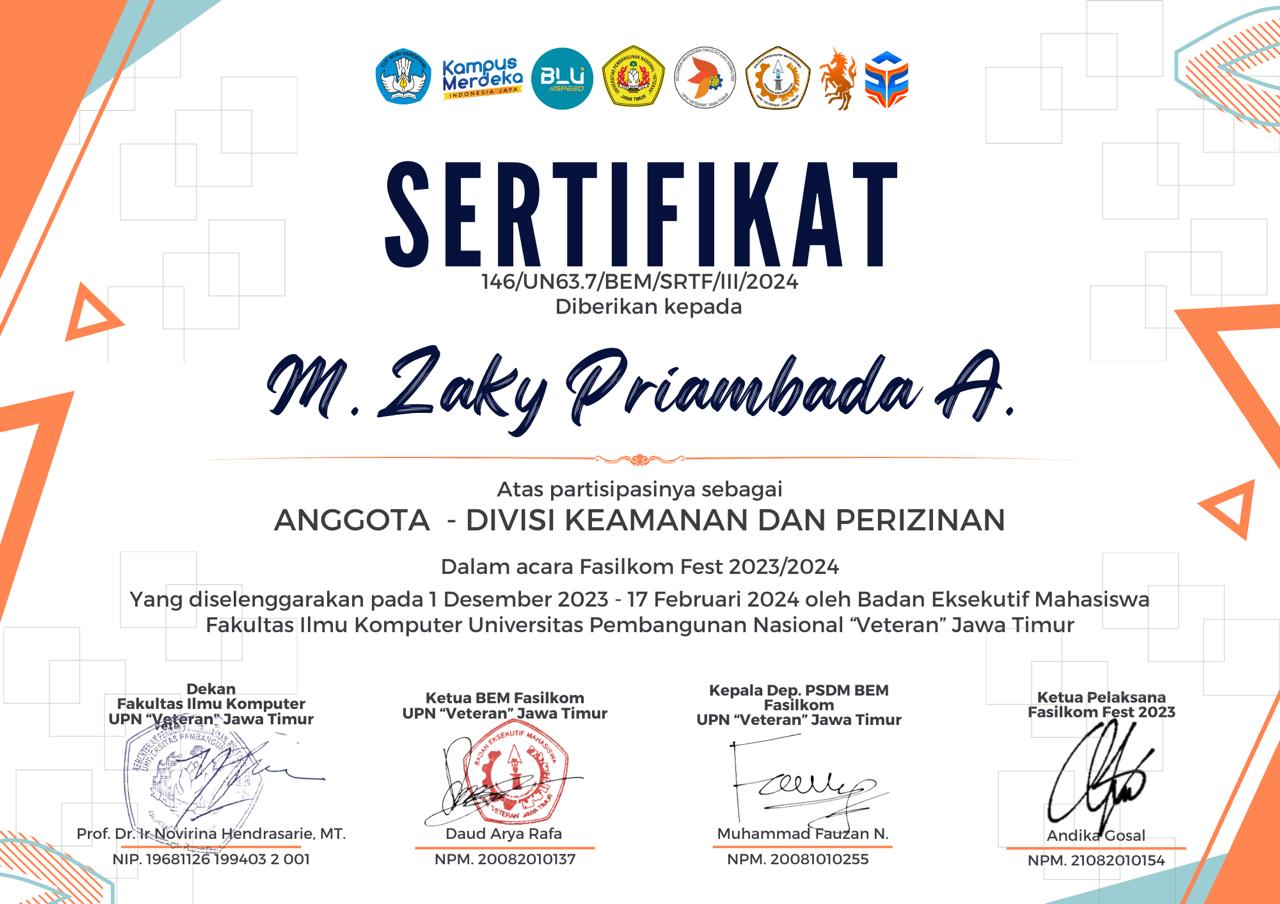 Kampus
Merdeka
INDONESIA JAYA
BLU
SPEED
SERTIFIKAT
146/UN63.7/BEM/SRTF/III/2024
Diberikan kepada
M. Zaky Priambada A.
Atas partisipasinya sebagai
ANGGOTA - DIVISI KEAMANAN DAN PERIZINAN
Dalam acara Fasilkom Fest 2023/2024
Yang diselenggarakan pada 1 Desember 2023 - 17 Februari 2024 oleh Badan Eksekutif Mahasiswa
Fakultas Ilmu Komputer Universitas Pembangunan Nasional “Veteran” Jawa Timur
Dekan
Fakultas Ilmu Komputer
UPN “Veteran” Jawa Timur
Prof. Dr. Ir Novirina Hendrasarie, MT.
NIP. 19681126 199403 2 001
Ketua BEM Fasilkom
UPN “Veteran” Jawa Timur
BADAN EKSEKUTIF MAHASISWA
Daud Arya Rafa
NPM. 20082010137
Kepala Dep. PSDM BEM
Fasilkom
UPN “Veteran” Jawa Timur
Muhammad Fauzan N.
NPM. 20081010255
Ketua Pelaksana
Fasilkom Fest 2023
Andika Gosal
NPM. 21082010154